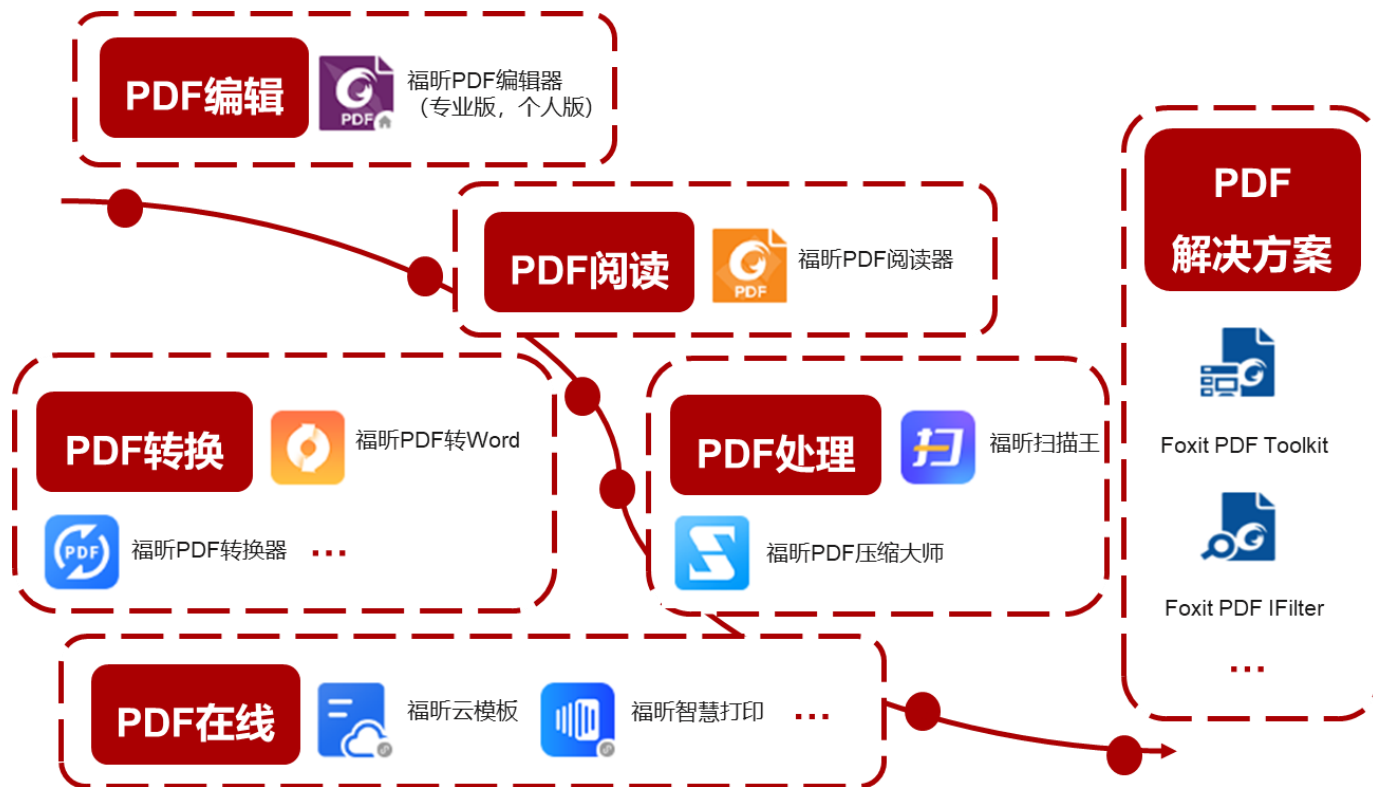 PDF编辑
PDF
福昕PDF编辑器
（专业版，个人版）
PDF阅读
PDF
福昕PDF阅读器
PDF转换
福昕PDF转Word
PDF
福昕PDF转换器
...
PDF处理
扫
福昕扫描王
福昕PDF压缩大师
PDF在线
福昕云模板
福昕智慧打印
...
PDF
解决方案
Foxit PDF Toolkit
Foxit PDF IFilter
...